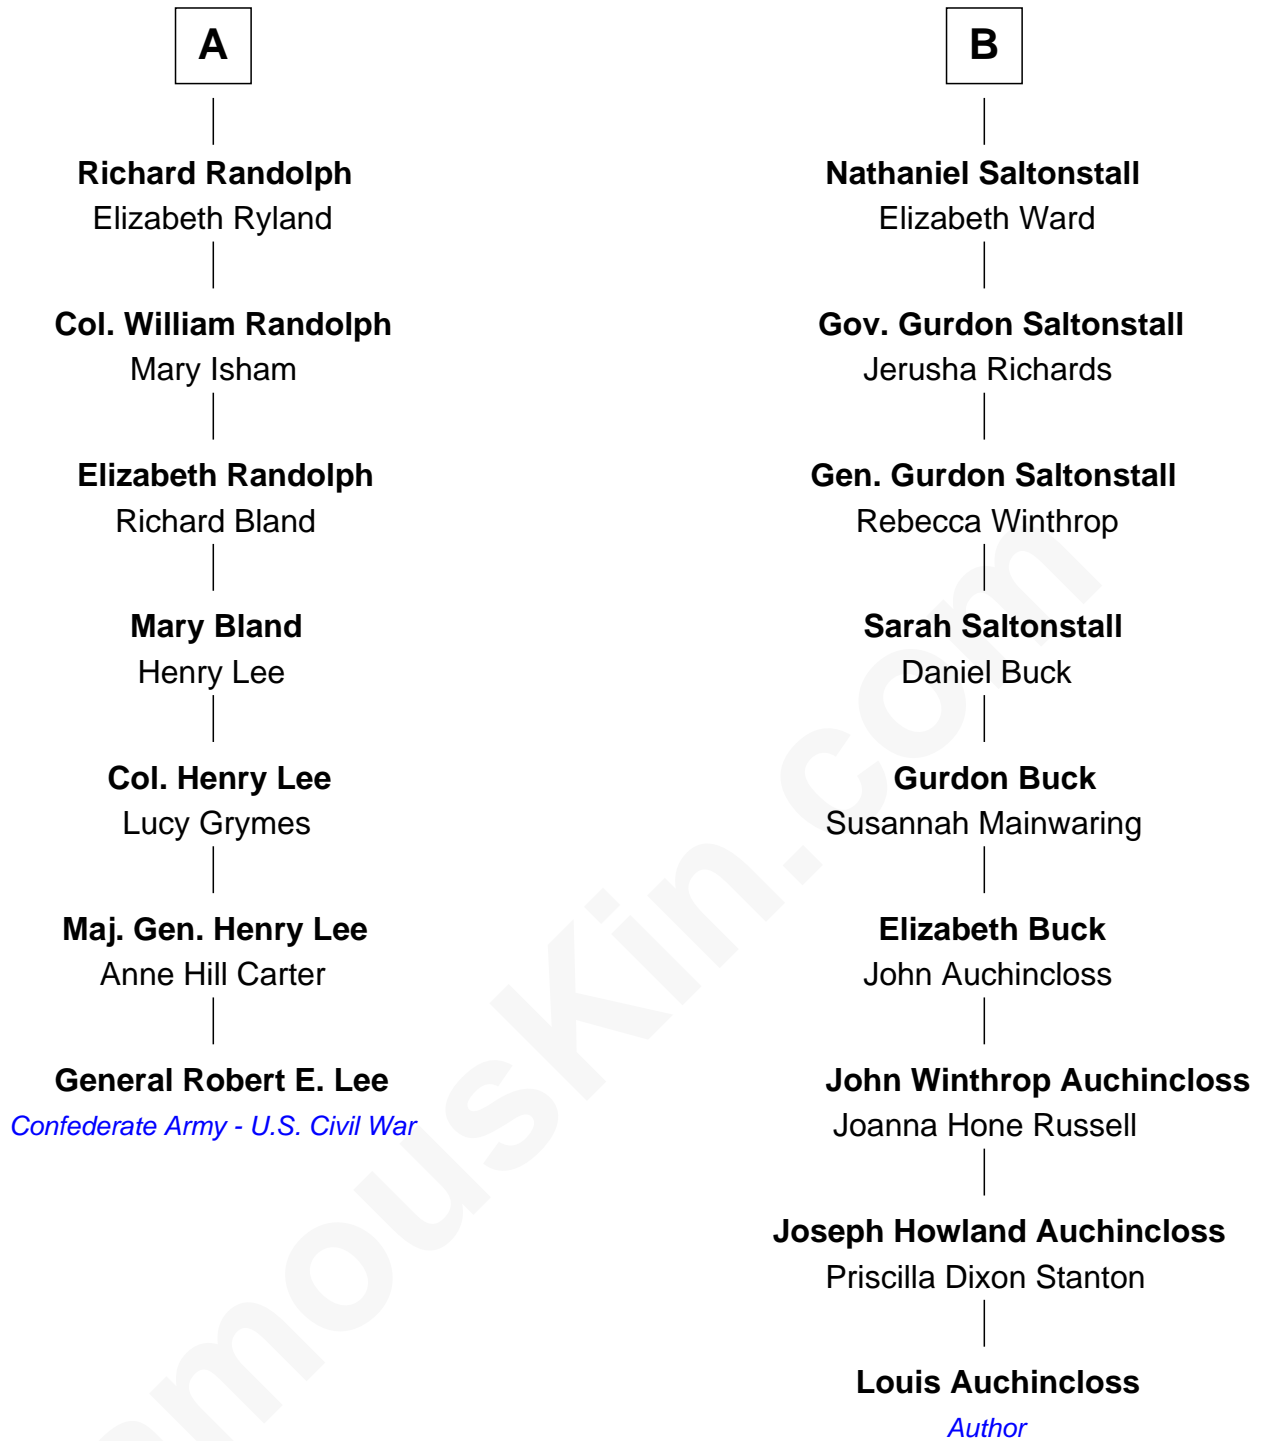 A
Richard Randolph
Elizabeth Ryland
Col. William Randolph
Mary Isham
Elizabeth Randolph
Richard Bland
Mary Bland
Henry Lee
Col. Henry Lee
Lucy Grymes
Maj. Gen. Henry Lee
Anne Hill Carter
General Robert E. Lee
Confederate Army - U.S. Civil War
B
Nathaniel Saltonstall
Elizabeth Ward
Gov. Gurdon Saltonstall
Jerusha Richards
Gen. Gurdon Saltonstall
Rebecca Winthrop
Sarah Saltonstall
Daniel Buck
Gurdon Buck
Susannah Mainwaring
Elizabeth Buck
John Auchincloss
John Winthrop Auchincloss
Joanna Hone Russell
Joseph Howland Auchincloss
Priscilla Dixon Stanton
Louis Auchincloss
Author
amousKin.com